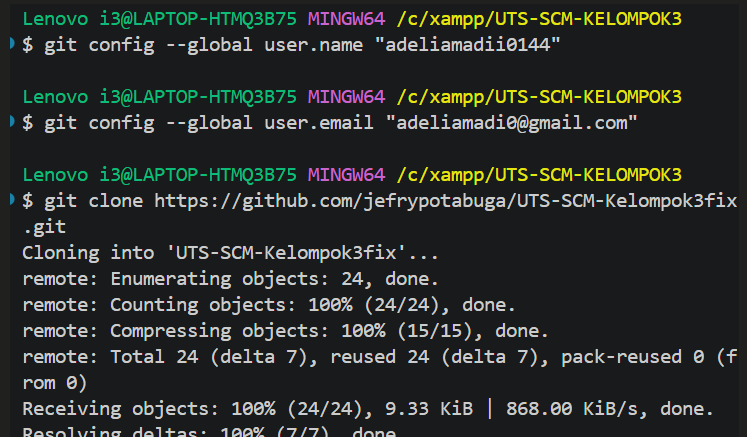 Lenovo i3@LAPTOP-HTMQ3B75 MINGW64 /c/xampp/UTS-SCM-KELOMPOK3
$ git config --global user.name "adeliamadii0144"
Lenovo i3@LAPTOP-HTMQ3B75 MINGW64 /c/xampp/UTS-SCM-KELOMPOK3
$ git config --global user.email "adeliamadi0@gmail.com"
Lenovo i3@LAPTOP-HTMQ3B75 MINGW64 /c/xampp/UTS-SCM-KELOMPOK3
$ git clone https://github.com/jefrypotabuga/UTS-SCM-Kelompok3fix
.git
Cloning into 'UTS-SCM-Kelompok3fix'...
remote: Enumerating objects: 24, done.
remote: Counting objects: 100% (24/24), done.
remote: Compressing objects: 100% (15/15), done.
remote: Total 24 (delta 7), reused 24 (delta 7), pack-reused 0 (f
rom 0)
Receiving objects: 100% (24/24), 9.33 KiB | 868.00 KiB/s, done.
Resolving deltas: 100% (7/7), done.